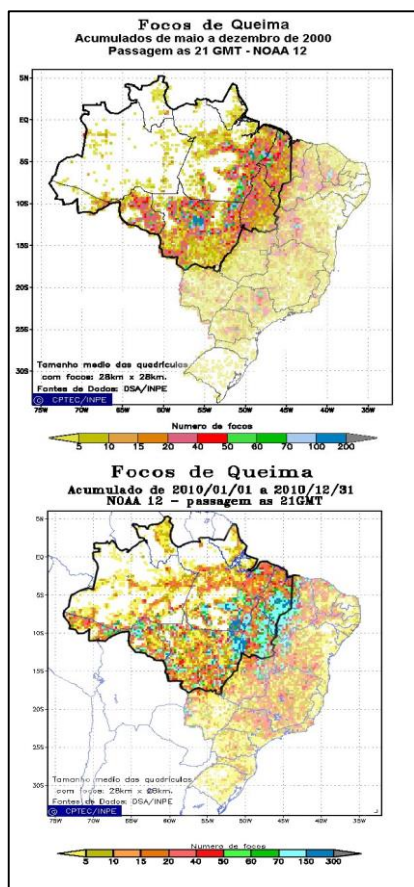 Focos de Queima
Acumulados de maio a dezembro de 2000
Passagem as 21 GMT - NOAA 12
5N
EQ
5S
10S
15S
20S
25S
30S
Tamanho medio das quadrículos
com focos: 28km x 28km.
Fontes de Dados: DSA/INPE
© CPTEC/INPE
75W 70W 65W 60W 55W 50W 45W 40W 35W
Numero de focos
5 10 15 20 40 50 60 70 100 200
Focos de Queima
Acumulado de 2010/01/01 a 2010/12/31
NOAA 12 - passagem as 21GMT
5N
EQ
5S
10S
15S
20S
25S
30S
Tamanho medio das quadrículos
com focos: 28km x 28km.
Fontes de Dados: DSA/INPE
© CPTEC/INPE
75W 70W 65W 60W 55W 50W 45W 40W 35W
Numero de focos
5 10 15 20 40 50 70 150 300